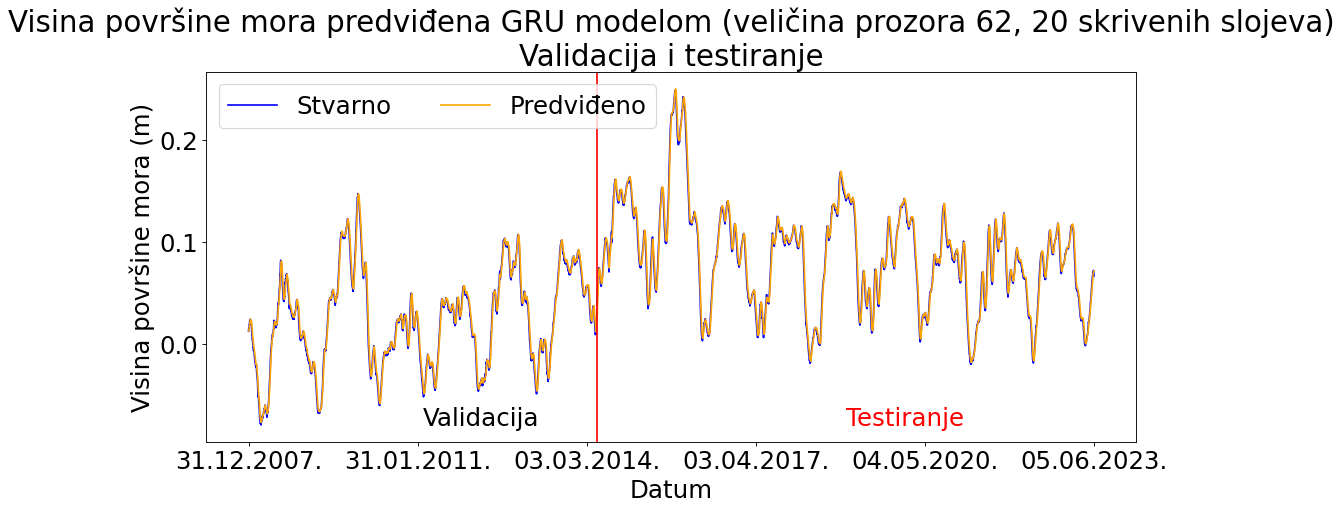 Visina površine mora predviđena GRU modelom (veličina prozora 62, 20 skrivenih slojeva)
Validacija i testiranje
Stvarno
Predviđeno
Visina površine mora (m)
0.2
0.1
0.0
Validacija
Testiranje
31.12.2007.
31.01.2011.
03.03.2014.
03.04.2017.
04.05.2020.
05.06.2023.
Datum